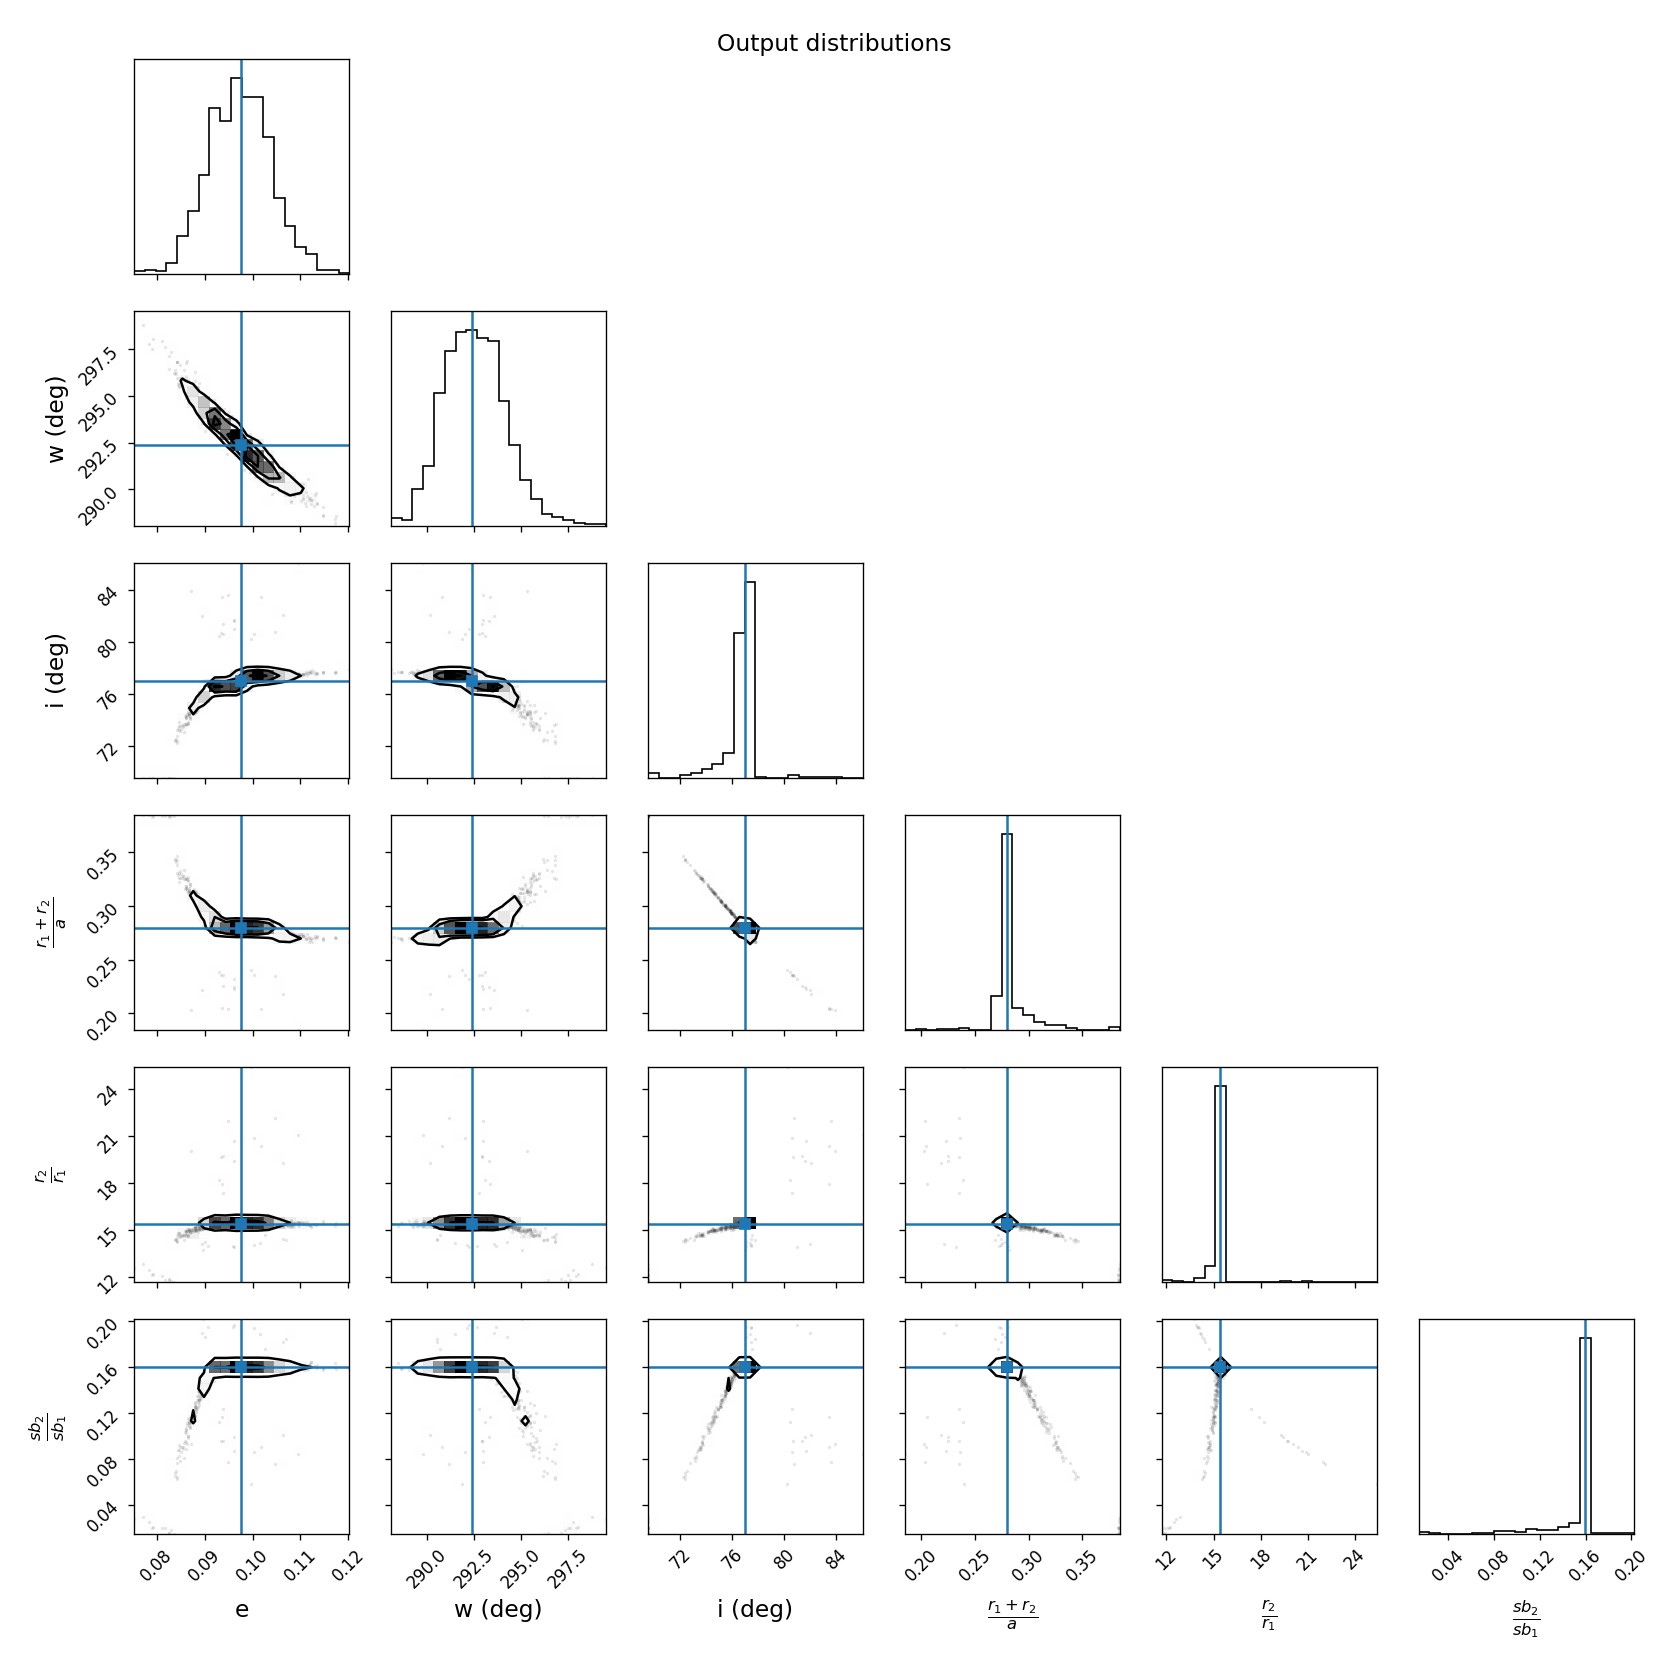 Output distributions
w (deg)
297.5
295.0
292.5
290.0
i (deg)
84
80
76
72
r₁ + r₂
a
0.35
0.30
0.25
0.20
r₂
r₁
24
21
18
15
12
sb₂
sb₁
0.20
0.16
0.12
0.08
0.04
0.08 0.09 0.10 0.11 0.12 290.0 292.5 295.0 297.5 72 76 80 84 0.20 0.25 0.30 0.35 12 15 18 21 24 0.04 0.08 0.12 0.16 0.20
e w (deg) i (deg) r₁ + r₂ r₂ sb₂
a r₁ sb₁